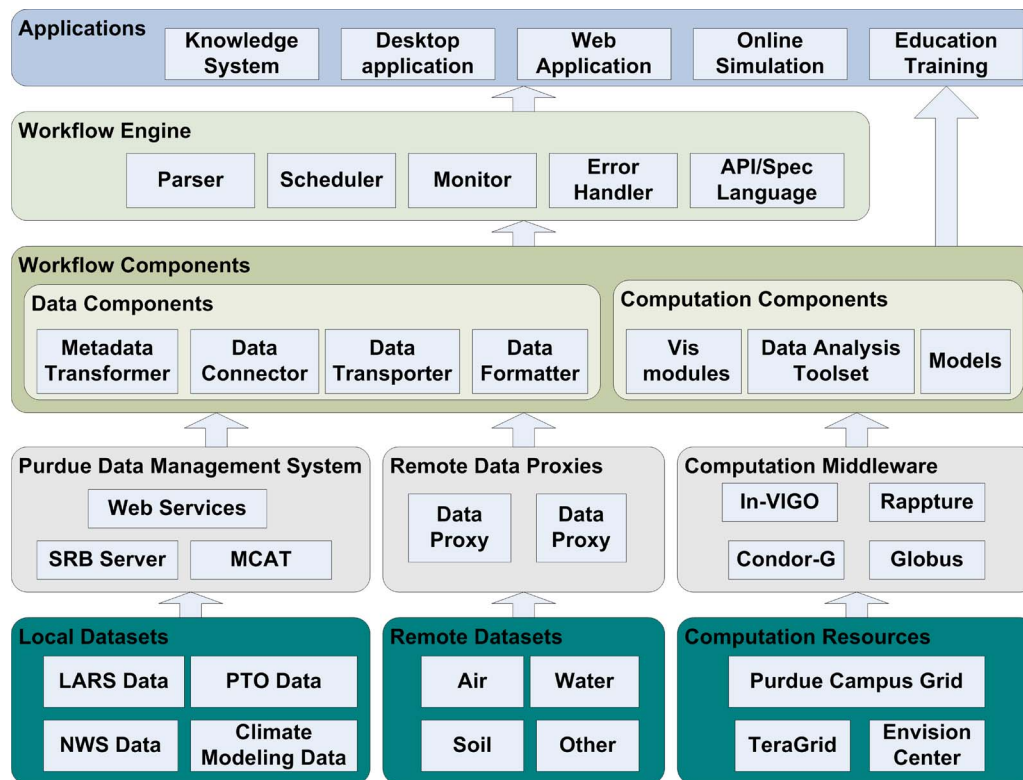 Applications
Knowledge
System
Desktop
application
Web
Application
Online
Simulation
Education
Training
Workflow Engine
Parser
Scheduler
Monitor
Error
Handler
API/Spec
Language
Workflow Components
Data Components
Metadata
Transformer
Data
Connector
Data
Transporter
Data
Formatter
Computation Components
Vis
modules
Data Analysis
Toolset
Models
Purdue Data Management System
Web Services
SRB Server
MCAT
Remote Data Proxies
Data
Proxy
Data
Proxy
Computation Middleware
In-VIGO
Rappture
Condor-G
Globus
Local Datasets
LARS Data
PTO Data
NWS Data
Climate
Modeling Data
Remote Datasets
Air
Water
Soil
Other
Computation Resources
Purdue Campus Grid
TeraGrid
Envision
Center